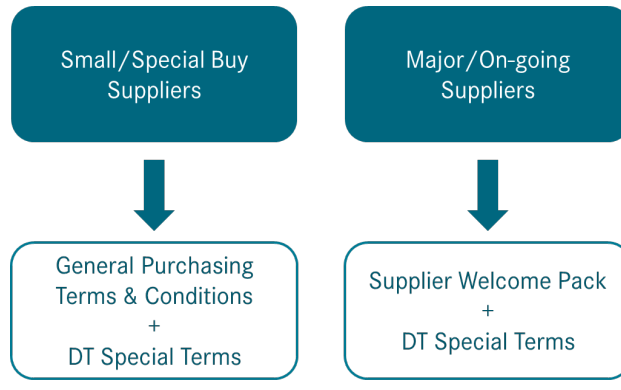 Small/Special Buy
Suppliers
Major/On-going
Suppliers
General Purchasing
Terms & Conditions
+
DT Special Terms
Supplier Welcome Pack
+
DT Special Terms